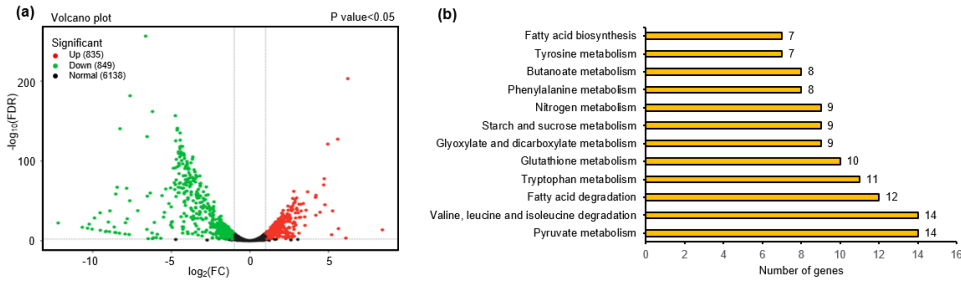 (a)
Volcano plot
P value<0.05
Significant
Up (835)
Down (849)
Normal (6138)
-log10(FDR)
200
100
0
-10
-5
0
5
log2(FC)
(b)
Fatty acid biosynthesis 7
Tyrosine metabolism 7
Butanoate metabolism 8
Phenylalanine metabolism 8
Nitrogen metabolism 9
Starch and sucrose metabolism 9
Glyoxylate and dicarboxylate metabolism 9
Glutathione metabolism 10
Tryptophan metabolism 11
Fatty acid degradation 12
Valine, leucine and isoleucine degradation 14
Pyruvate metabolism 14
0 2 4 6 8 10 12 14 16
Number of genes